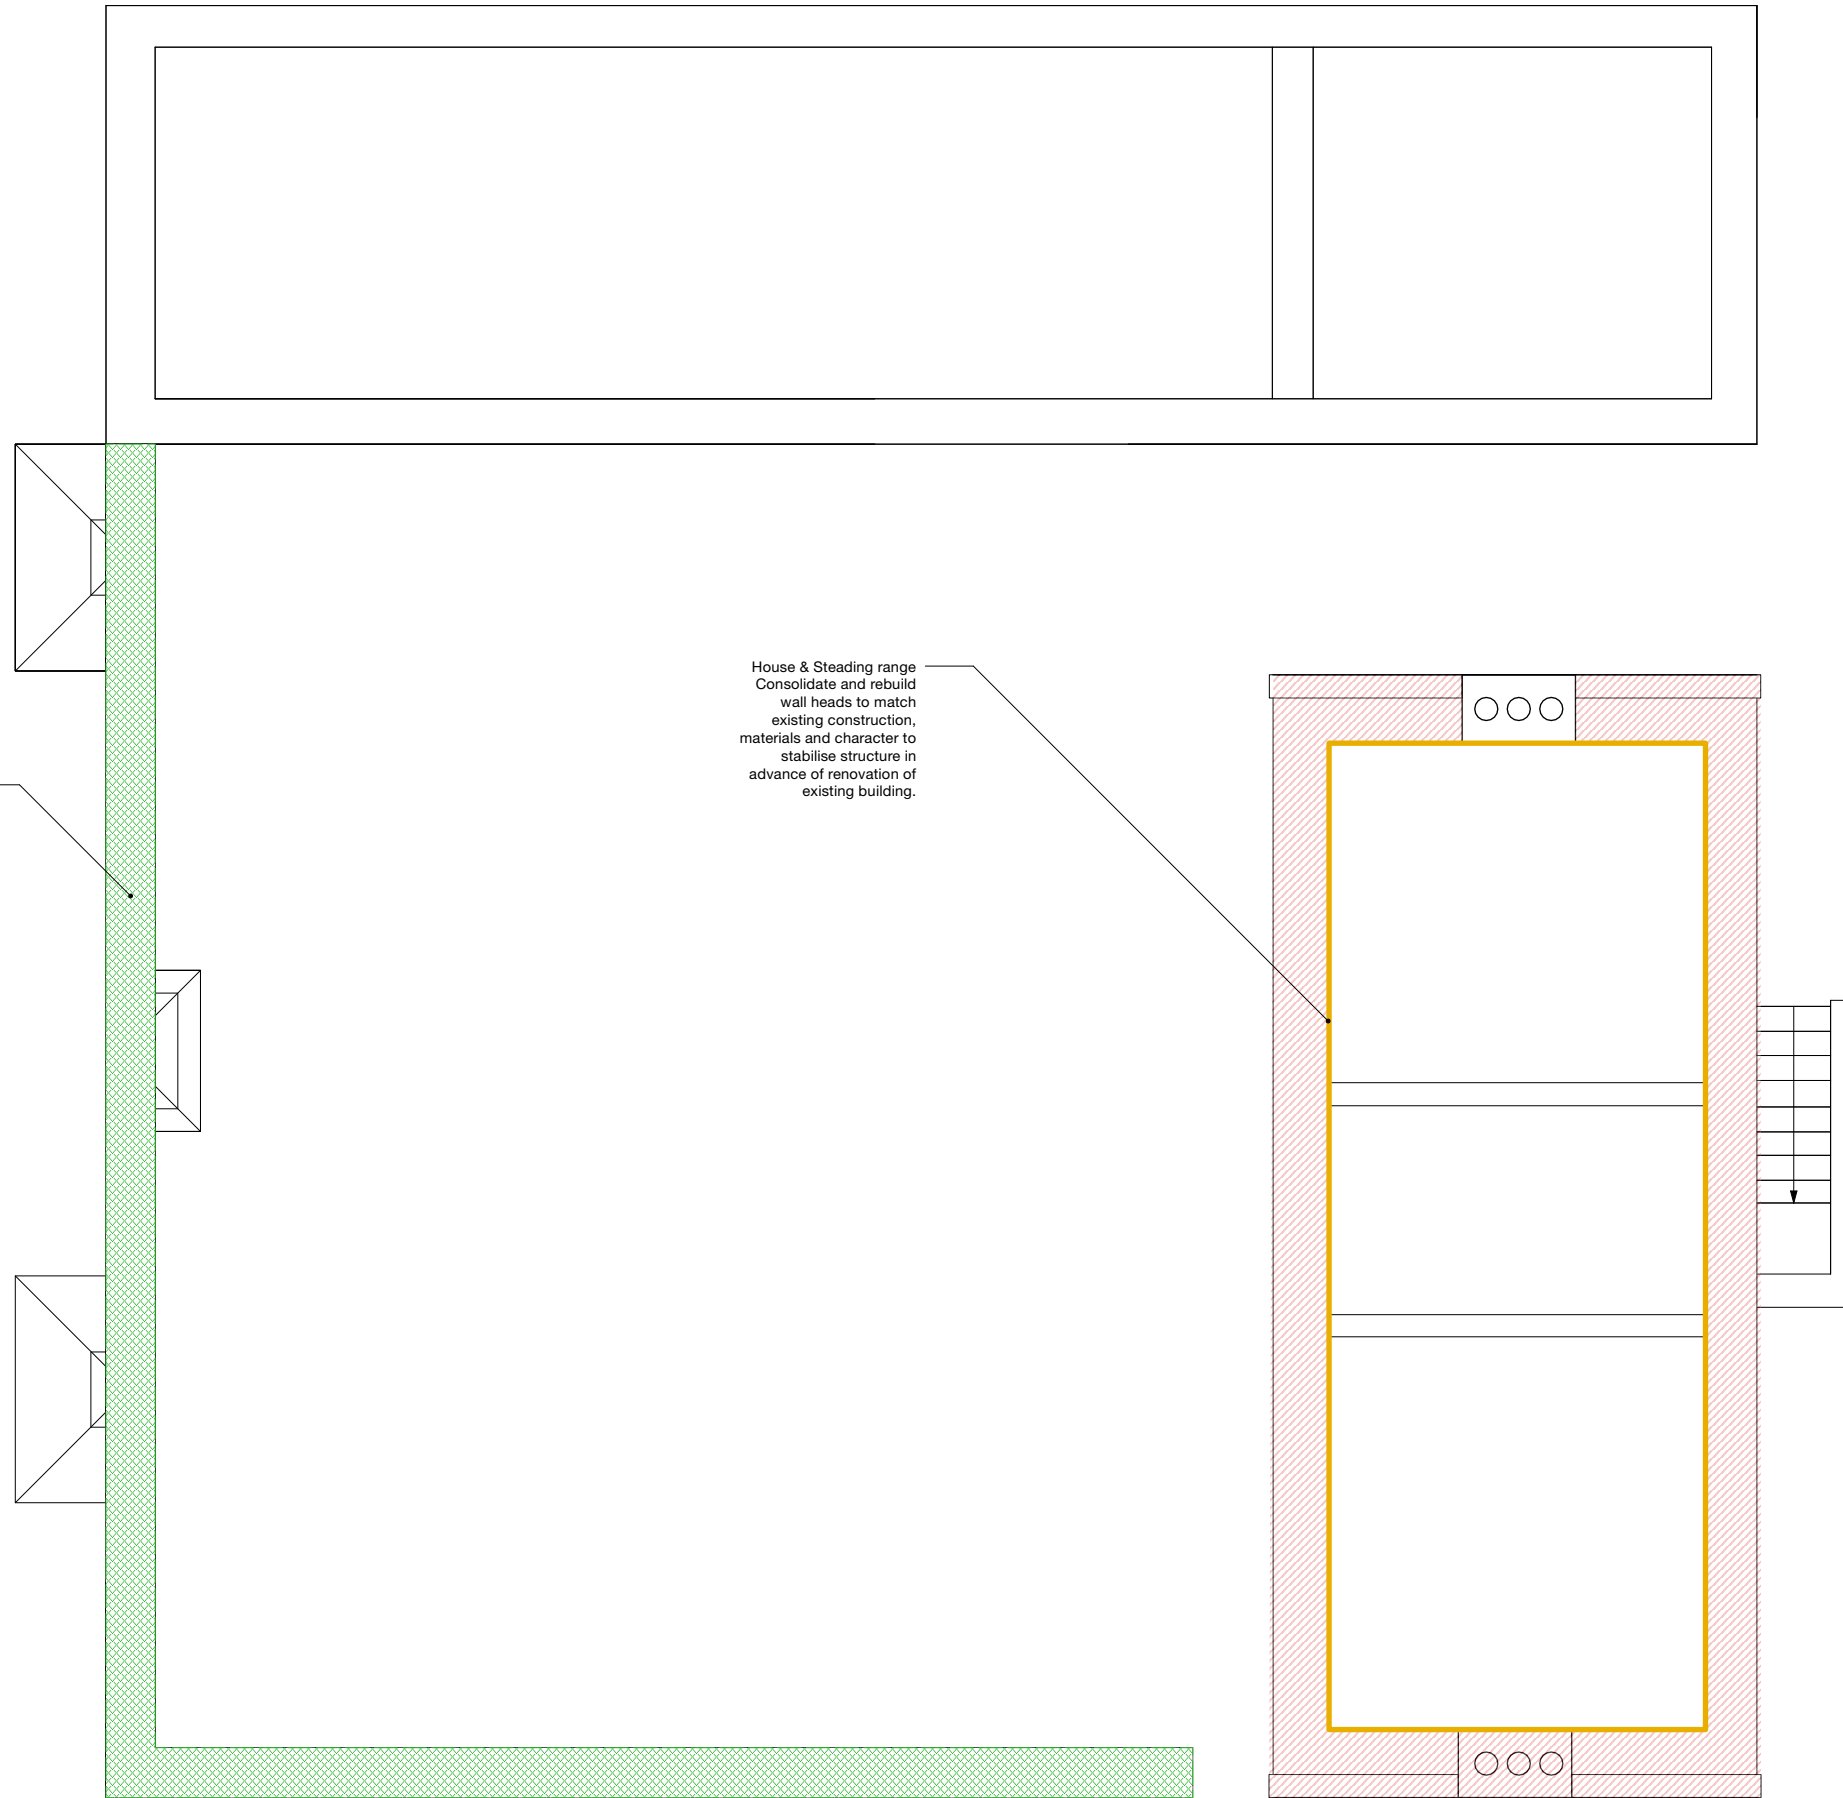 House & Steading range
Consolidate and rebuild
wall heads to match
existing construction,
materials and character to
stabilise structure in
advance of renovation of
existing building.